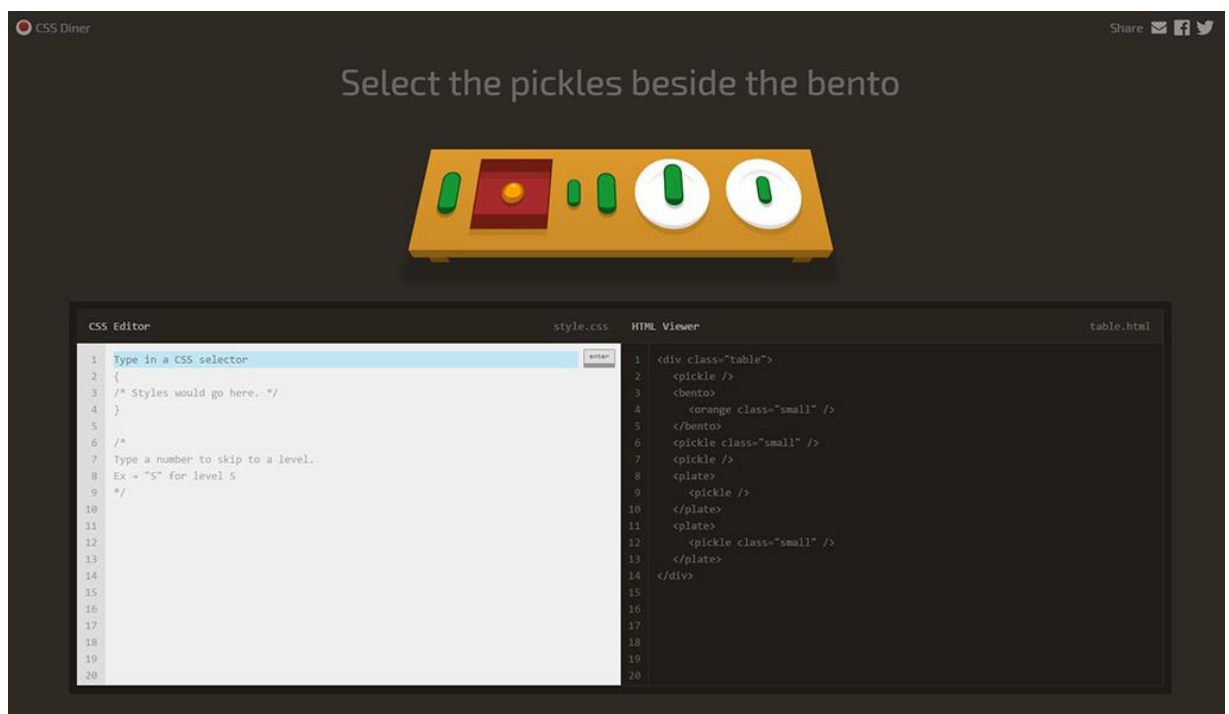 CSS Diner
Share
Select the pickles beside the bento
CSS Editor
style.css
1 Type in a CSS selector
enter
2 {
3 /* Styles would go here. */
4 }
5
6 /*
7 Type a number to skip to a level.
8 Ex → "5" for level 5
9 */
10
11
12
13
14
15
16
17
18
19
20
HTML Viewer
table.html
1 <div class="table">
2 <pickle />
3 <bento>
4 <orange class="small" />
5 </bento>
6 <pickle class="small" />
7 <pickle />
8 <plate>
9 <pickle />
10 </plate>
11 <plate>
12 <pickle class="small" />
13 </plate>
14 </div>
15
16
17
18
19
20